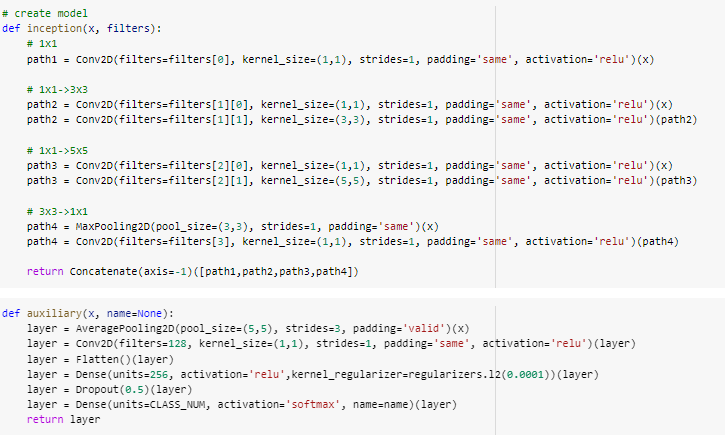 # create model
def inception(x, filters):
# 1x1
path1 = Conv2D(filters=filters[0], kernel_size=(1,1), strides=1, padding='same', activation='relu')(x)
# 1x1->3x3
path2 = Conv2D(filters=filters[1][0], kernel_size=(1,1), strides=1, padding='same', activation='relu')(x)
path2 = Conv2D(filters=filters[1][1], kernel_size=(3,3), strides=1, padding='same', activation='relu')(path2)
# 1x1->5x5
path3 = Conv2D(filters=filters[2][0], kernel_size=(1,1), strides=1, padding='same', activation='relu')(x)
path3 = Conv2D(filters=filters[2][1], kernel_size=(5,5), strides=1, padding='same', activation='relu')(path3)
# 3x3->1x1
path4 = MaxPooling2D(pool_size=(3,3), strides=1, padding='same')(x)
path4 = Conv2D(filters=filters[3], kernel_size=(1,1), strides=1, padding='same', activation='relu')(path4)
return Concatenate(axis=-1)([path1,path2,path3,path4])
def auxiliary(x, name=None):
layer = AveragePooling2D(pool_size=(5,5), strides=3, padding='valid')(x)
layer = Conv2D(filters=128, kernel_size=(1,1), strides=1, padding='same', activation='relu')(layer)
layer = Flatten()(layer)
layer = Dense(units=256, activation='relu',kernel_regularizer=regularizers.l2(0.0001))(layer)
layer = Dropout(0.5)(layer)
layer = Dense(units=CLASS_NUM, activation='softmax', name=name)(layer)
return layer